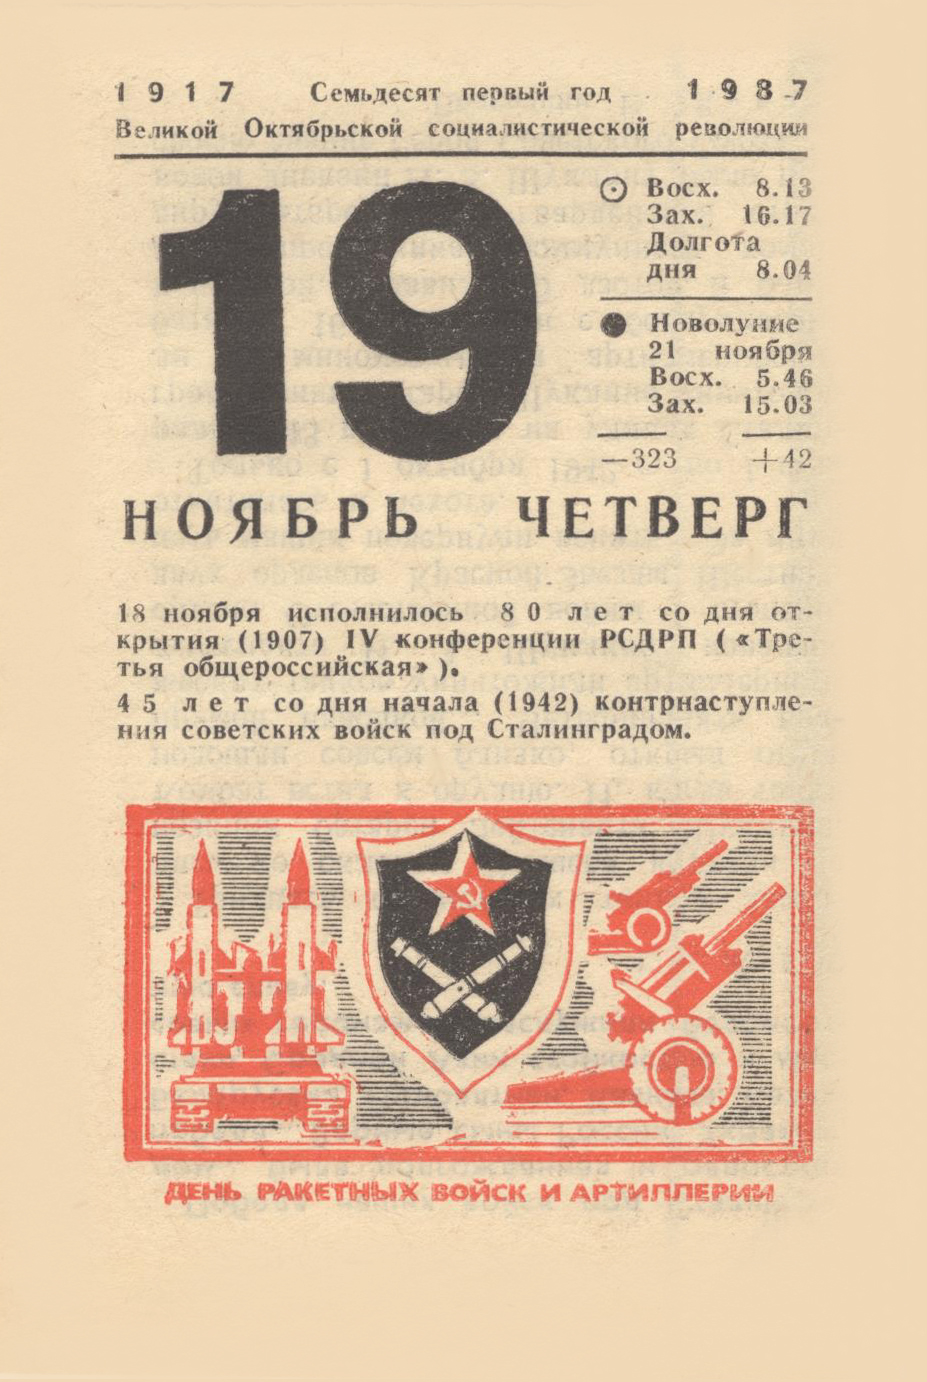 1917 Семьдесят первый год 1987
Великой Октябрьской социалистической революции
19
Восх. 8.13
Зах. 16.17
Долгота
дня 8.04
Новолуние
21 ноября
Восх. 5.46
Зах. 15.03
—323 +42
НОЯБРЬ ЧЕТВЕРГ
18 ноября исполнилось 80 лет со дня от-
крытия (1907) IV конференции РСДРП («Тре-
тья общероссийская»).
45 лет со дня начала (1942) контрнаступле-
ния советских войск под Сталинградом.
ДЕНЬ РАКЕТНЫХ ВОЙСК И АРТИЛЛЕРИИ